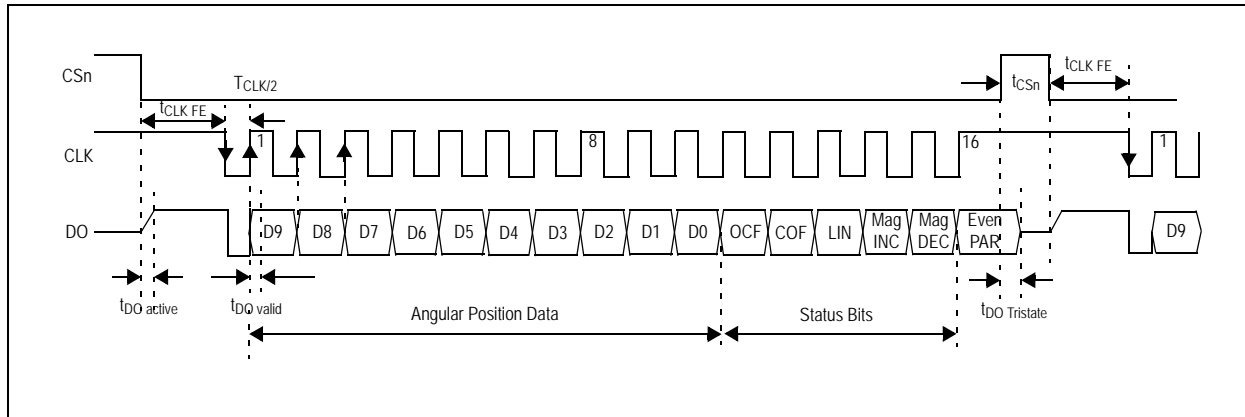 CSn
TCLK/2
tCLK FE
tCSn
tCLK FE
CLK
1
8
16
1
DO
D9
D8
D7
D6
D5
D4
D3
D2
D1
D0
OCF
COF
LIN
Mag
INC
Mag
DEC
Even
PAR
D9
tDO active
tDO valid
Angular Position Data
Status Bits
tDO Tristate